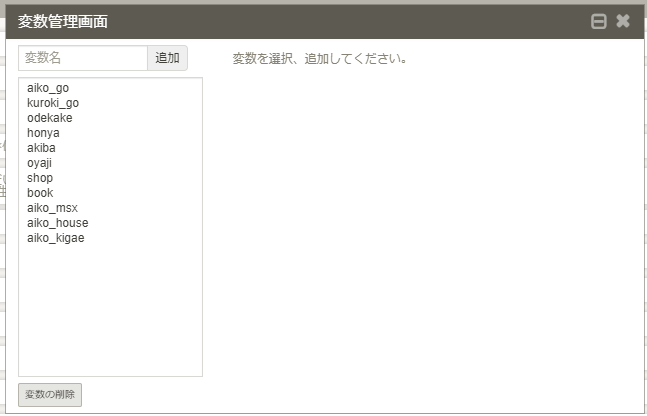 変数管理画面
変数名
追加
変数を選択、追加してください。
aiko_go
kuroki_go
odekake
honya
akiba
oyaji
shop
book
aiko_msx
aiko_house
aiko_kigae
変数の削除